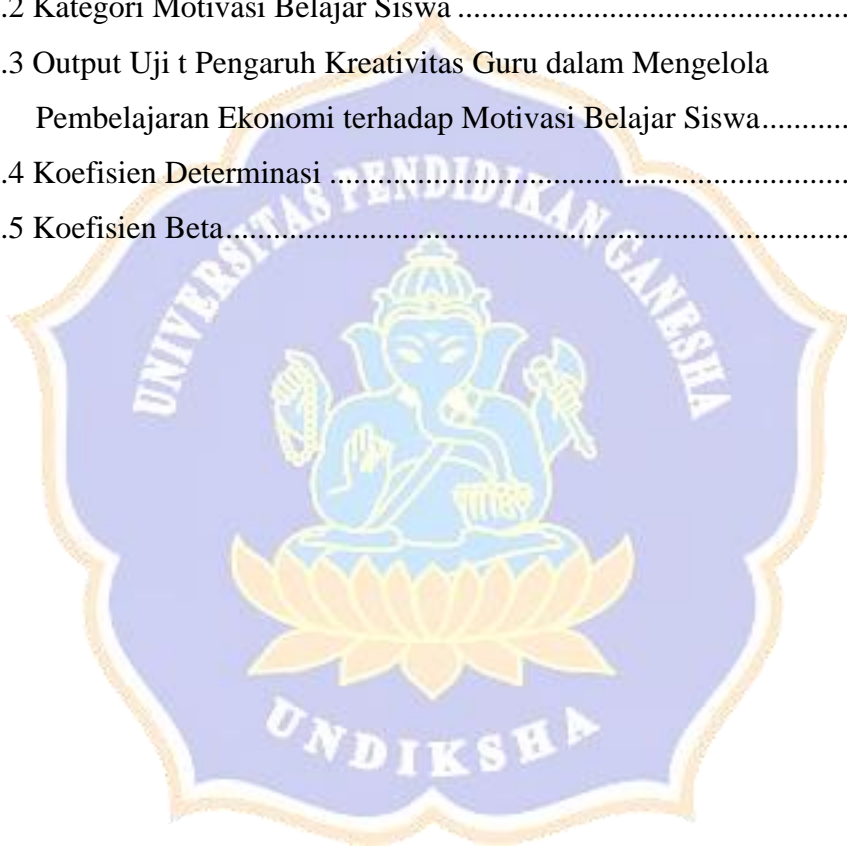 .2 Kategori Motivasi Belajar Siswa ..................................................................
.3 Output Uji t Pengaruh Kreativitas Guru dalam Mengelola
Pembelajaran Ekonomi terhadap Motivasi Belajar Siswa............
.4 Koefisien Determinasi ....................................................................................
.5 Koefisien Beta...................................................................................................
UNIVERSITAS PENDIDIKAN GANESHA
UNDIKSHA